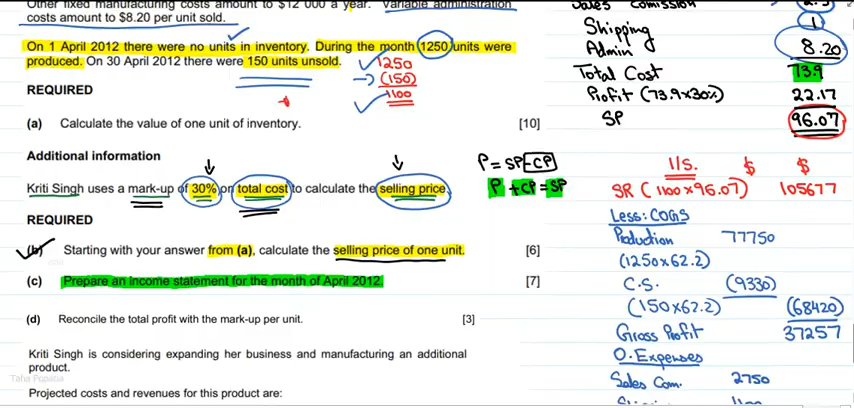 Other fixed manufacturing costs amount to $12 000 a year. Variable administration
costs amount to $8.20 per unit sold.
On 1 April 2012 there were no units in inventory. During the month 1250 units were
produced. On 30 April 2012 there were 150 units unsold.
1250
(150)
1100
REQUIRED
(a) Calculate the value of one unit of inventory. [10]
Additional information
Kriti Singh uses a mark-up of 30% on total cost to calculate the selling price.
REQUIRED
(b) Starting with your answer from (a), calculate the selling price of one unit. [6]
(c) Prepare an income statement for the month of April 2012. [7]
(d) Reconcile the total profit with the mark-up per unit. [3]
Kriti Singh is considering expanding her business and manufacturing an additional
product.
Projected costs and revenues for this product are:
Taha Popatia
Sales Comission
Shipping 1
Admin 8.20
Total Cost 73.9
Profit (73.9x30%) 22.17
SP 96.07
P = SP - CP
P + CP = SP
I/S. $ $
SR (1100x96.07) 105677
Less: COGS
Production 77750
(1250x62.2)
C.S. (9330)
(150x62.2) (68420)
Gross Profit 37257
O. Expenses
Sales Com. 2750